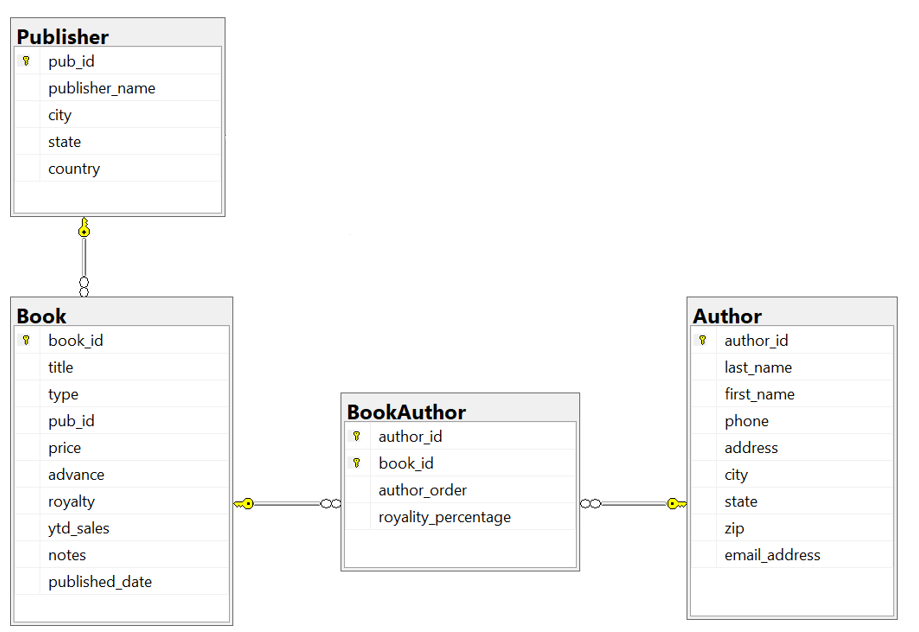 Publisher
pub_id
publisher_name
city
state
country
Book
book_id
title
type
pub_id
price
advance
royalty
ytd_sales
notes
published_date
BookAuthor
author_id
book_id
author_order
royality_percentage
Author
author_id
last_name
first_name
phone
address
city
state
zip
email_address